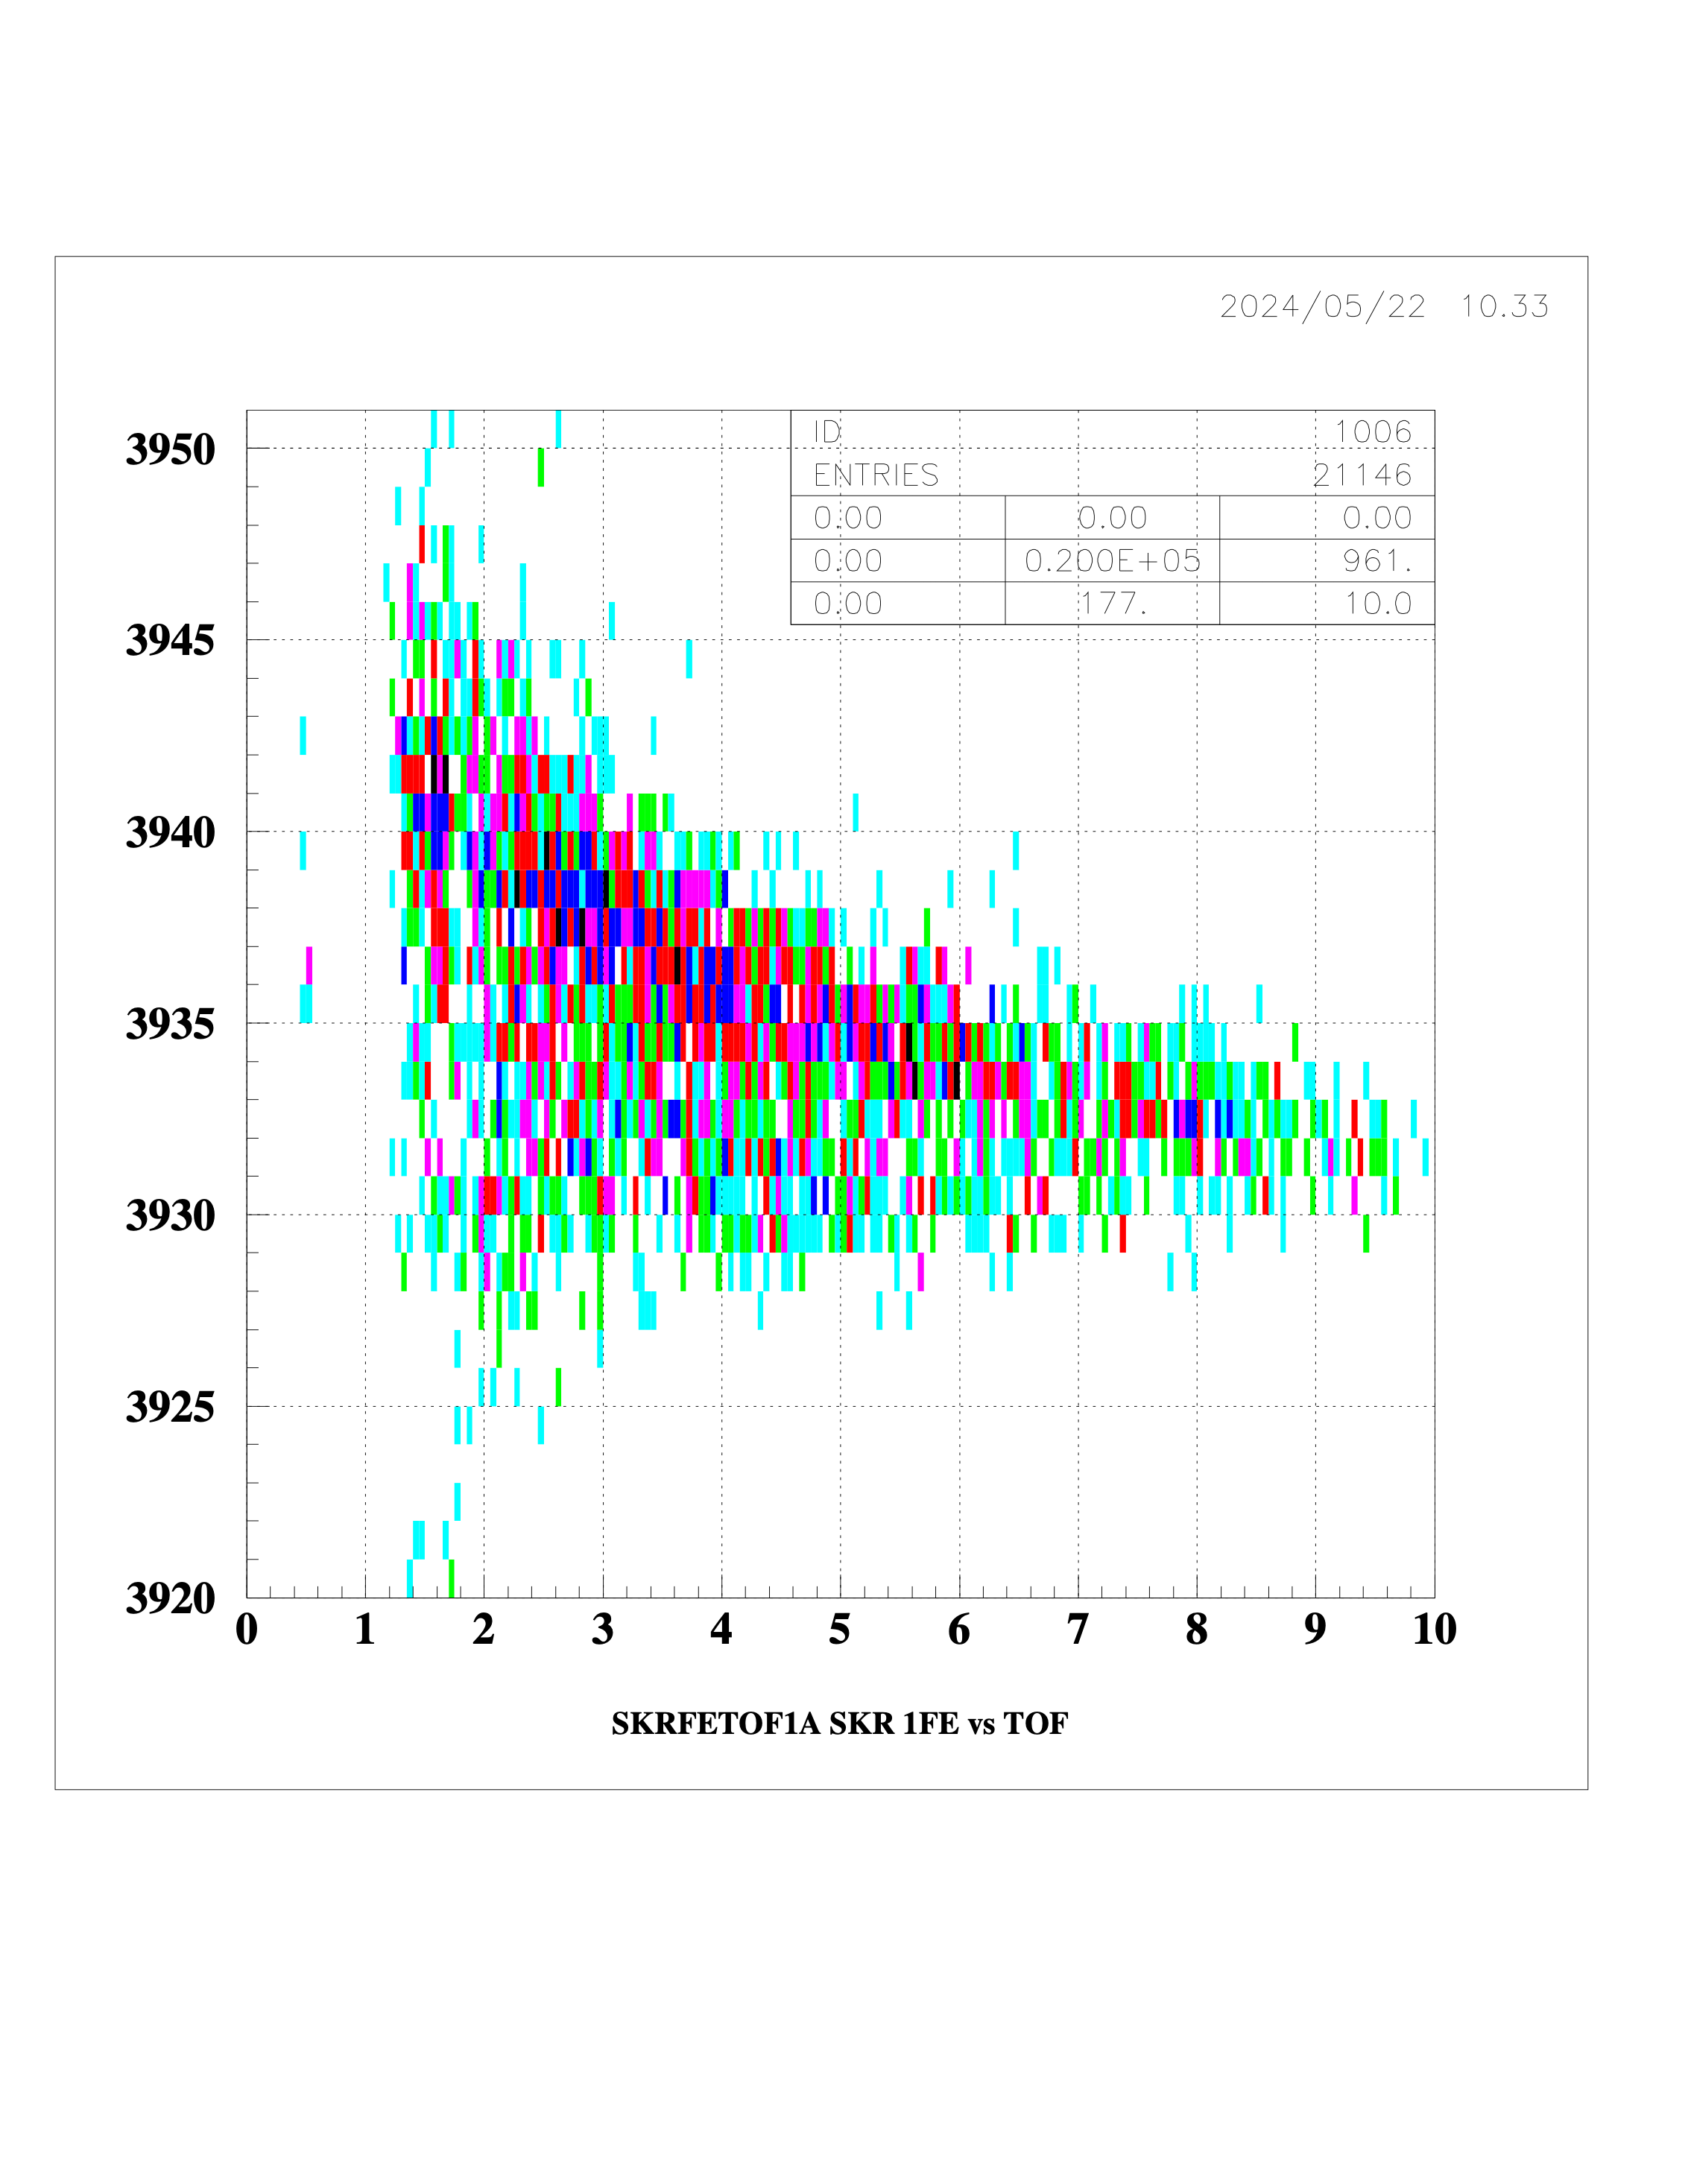 2024/05/22 10.33
ID 1006
ENTRIES 21146
0.00 0.00 0.00
0.00 0.200E+05 961.
0.00 177. 10.0
3950
3945
3940
3935
3930
3925
3920
0 1 2 3 4 5 6 7 8 9 10
SKRFETOF1A SKR 1FE vs TOF